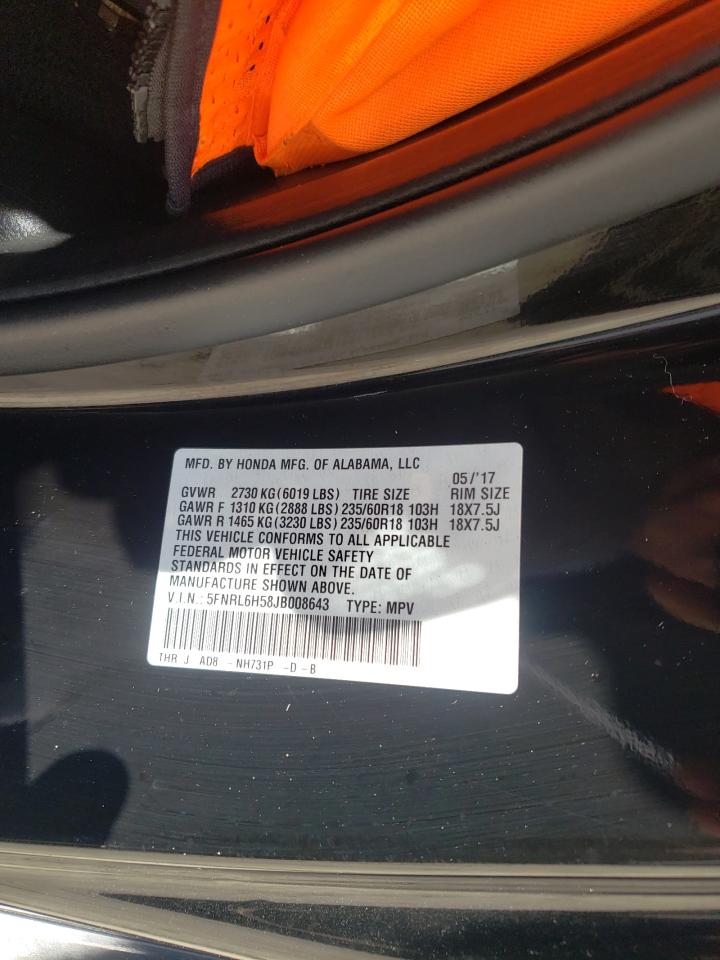 MFD. BY HONDA MFG. OF ALABAMA, LLC
05/'17
GVWR 2730 KG(6019 LBS) TIRE SIZE RIM SIZE
GAWR F 1310 KG(2888 LBS) 235/60R18 103H 18X7.5J
GAWR R 1465 KG(3230 LBS) 235/60R18 103H 18X7.5J
THIS VEHICLE CONFORMS TO ALL APPLICABLE
FEDERAL MOTOR VEHICLE SAFETY
STANDARDS IN EFFECT ON THE DATE OF
MANUFACTURE SHOWN ABOVE.
V.I.N.: 5FNRL6H58JB008643 TYPE: MPV
THR J AD8 - NH731P -D -B